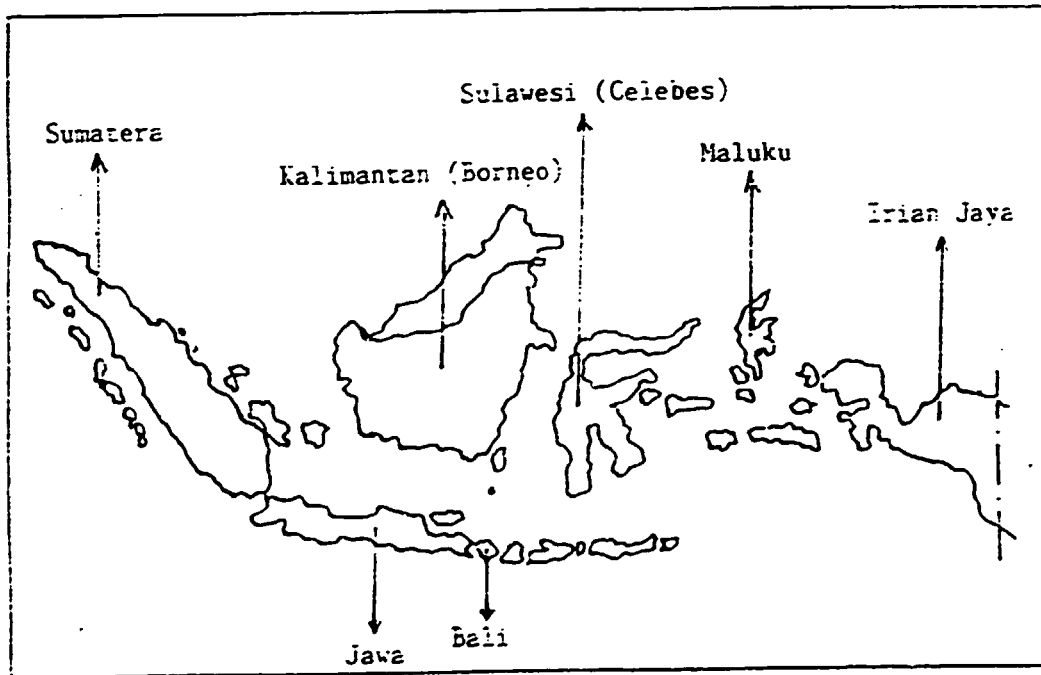 Sulawesi (Celebes)
Sumatera
Maluku
Kalimantan (Borneo)
Irian Jaya
Bali
Jawa